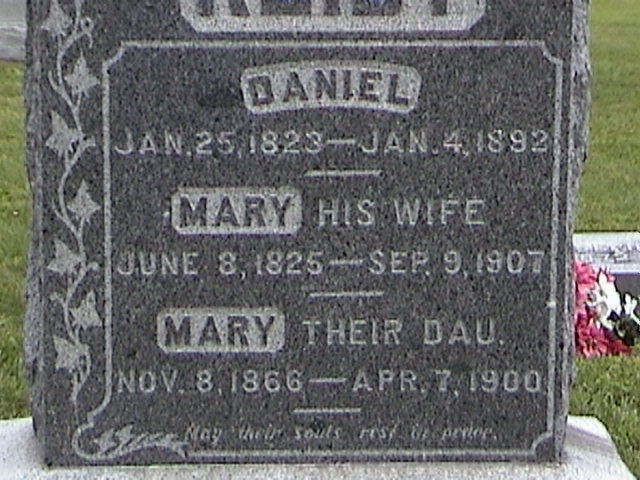 DANIEL
JAN. 25, 1823 — JAN. 4, 1892
MARY HIS WIFE
JUNE 8, 1825 — SEP. 9, 1907
MARY THEIR DAU.
NOV. 8, 1866 — APR. 7, 1900
May their souls rest in peace.